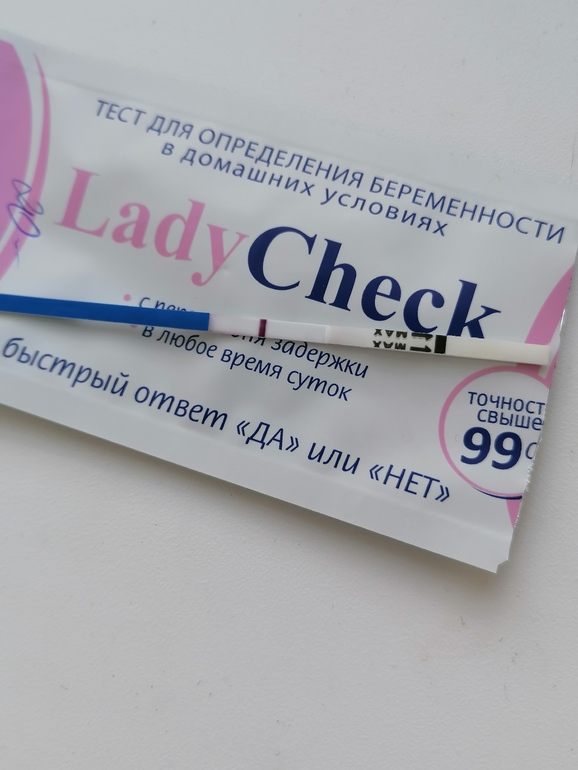 ТЕСТ ДЛЯ ОПРЕДЕЛЕНИЯ БЕРЕМЕННОСТИ
в домашних условиях
LadyCheck
с
задержки
в любое время суток
быстрый ответ «ДА» или «НЕТ»
MAX
MAX
точност
свыше
99